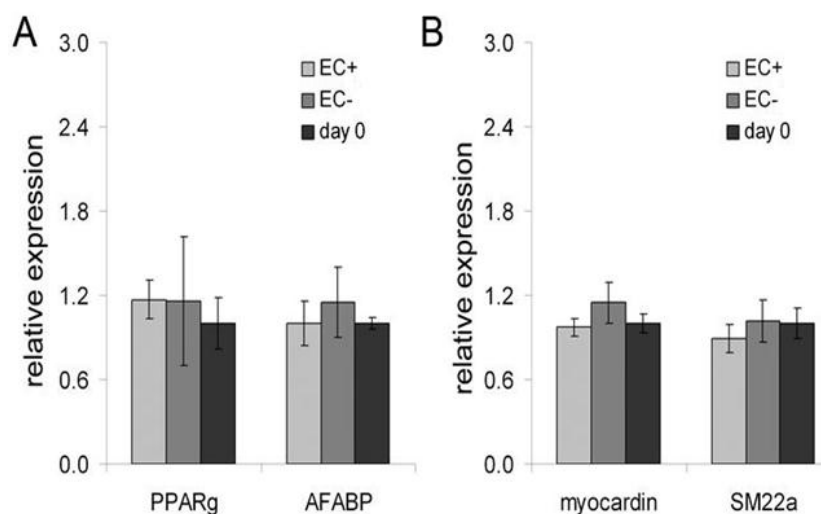 A
relative expression
3.0
2.4
1.8
1.2
0.6
0.0
EC+
EC-
day 0
PPARg
AFABP
B
relative expression
3.0
2.4
1.8
1.2
0.6
0.0
EC+
EC-
day 0
myocardin
SM22a